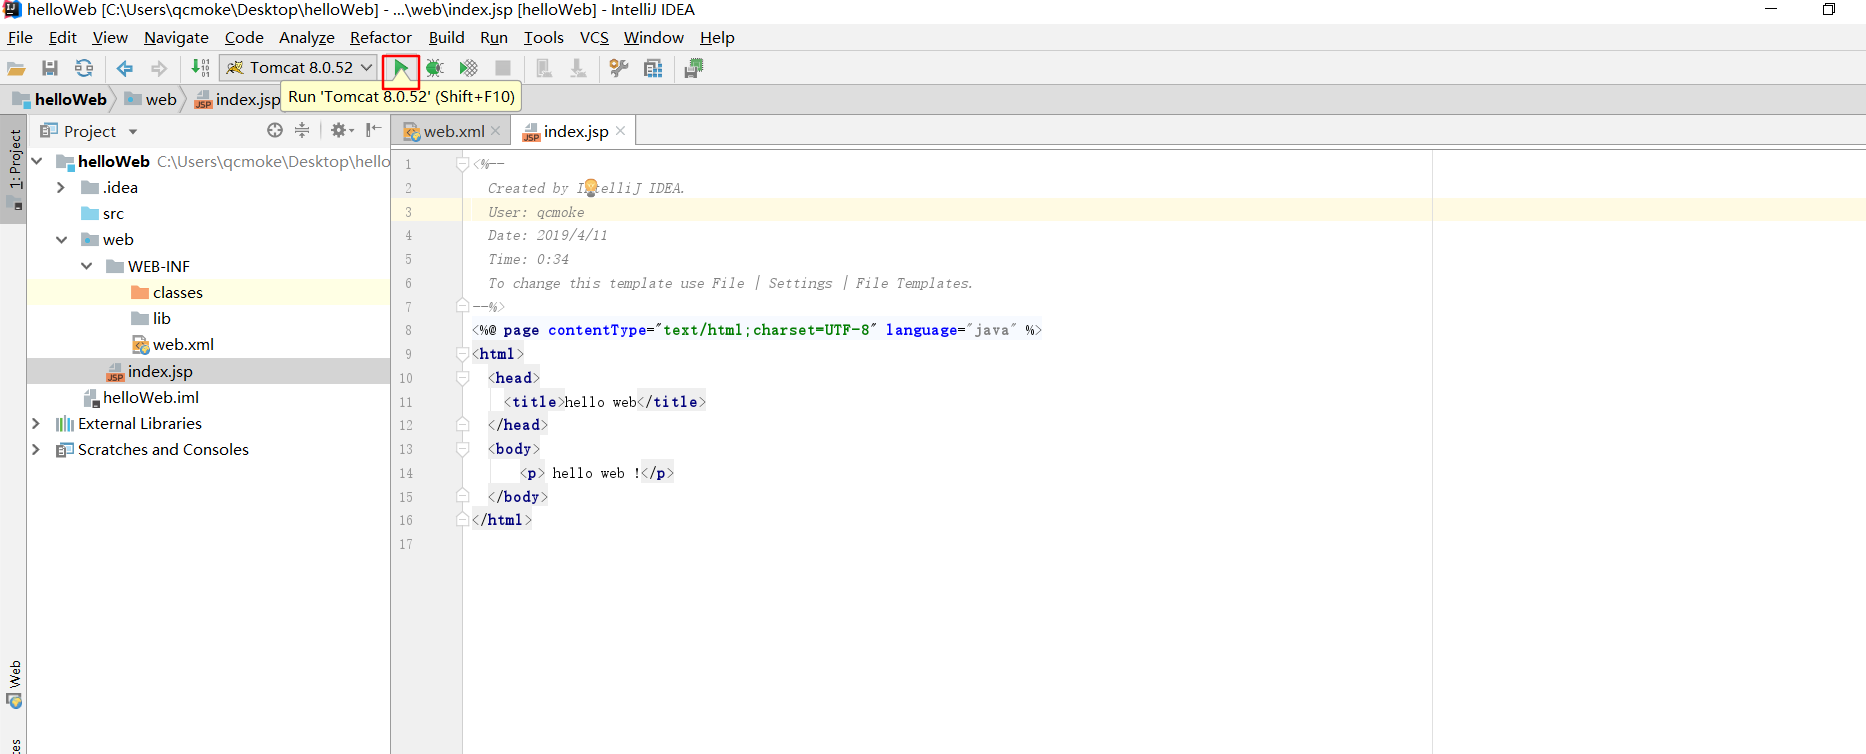 helloWeb [C:\Users\qcmoke\Desktop\helloWeb] - ...\web\index.jsp [helloWeb] - IntelliJ IDEA
File Edit View Navigate Code Analyze Refactor Build Run Tools VCS Window Help
Tomcat 8.0.52
helloWeb web index.jsp
Run 'Tomcat 8.0.52' (Shift+F10)
Project
web.xml index.jsp
1: Project
helloWeb C:\Users\qcmoke\Desktop\hello
.idea
src
web
WEB-INF
classes
lib
web.xml
index.jsp
helloWeb.iml
External Libraries
Scratches and Consoles
Web
1 <%--
2 Created by IntelliJ IDEA.
3 User: qcmoke
4 Date: 2019/4/11
5 Time: 0:34
6 To change this template use File | Settings | File Templates.
7 --%>
8 <%@ page contentType="text/html;charset=UTF-8" language="java" %>
9 <html>
10 <head>
11 <title>hello web</title>
12 </head>
13 <body>
14 <p> hello web !</p>
15 </body>
16 </html>
17